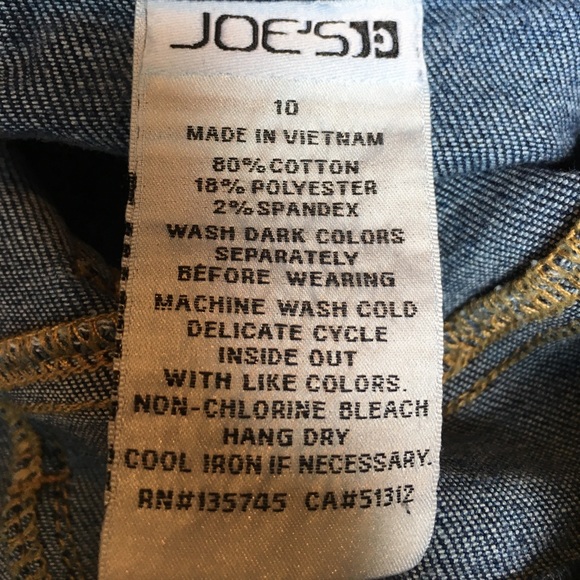 JOE'S
10
MADE IN VIETNAM
80% COTTON
18% POLYESTER
2% SPANDEX
WASH DARK COLORS
SEPARATELY
BEFORE WEARING
MACHINE WASH COLD
DELICATE CYCLE
INSIDE OUT
WITH LIKE COLORS.
NON-CHLORINE BLEACH
HANG DRY
COOL IRON IF NECESSARY.
RN#135745 CA#51312